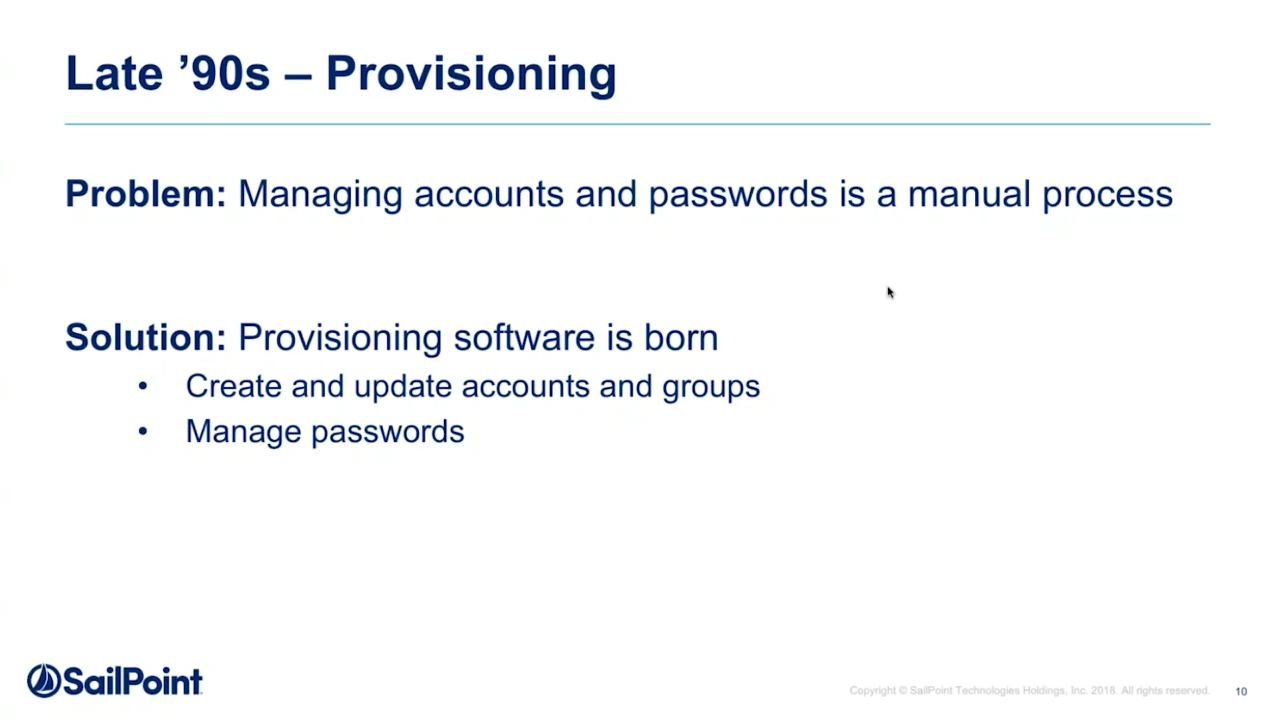 Late ’90s – Provisioning
Problem: Managing accounts and passwords is a manual process
Solution: Provisioning software is born
• Create and update accounts and groups
• Manage passwords
SailPoint
Copyright © SailPoint Technologies Holdings, Inc. 2018. All rights reserved.
10